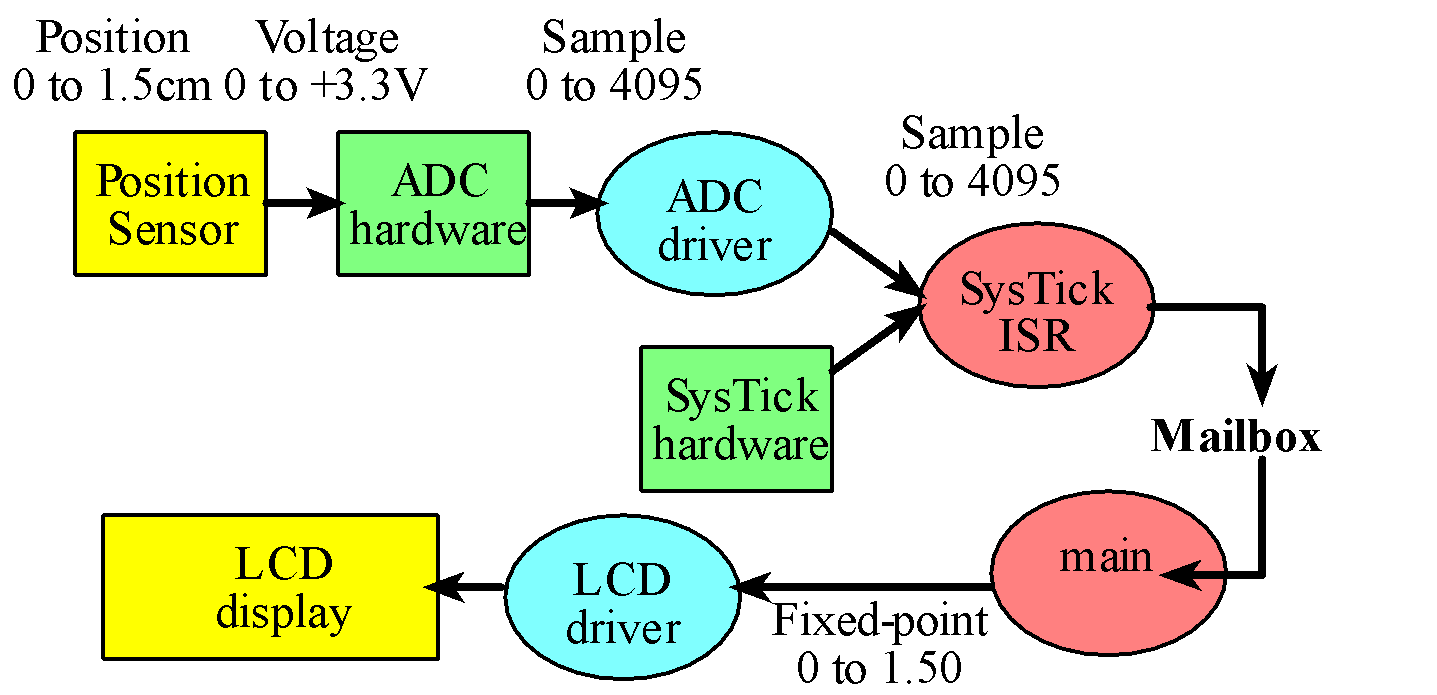 Position
0 to 1.5cm
Voltage
0 to +3.3V
Sample
0 to 4095
Position
Sensor
ADC
hardware
ADC
driver
Sample
0 to 4095
SysTick
ISR
SysTick
hardware
Mailbox
main
Fixed-point
0 to 1.50
LCD
driver
LCD
display